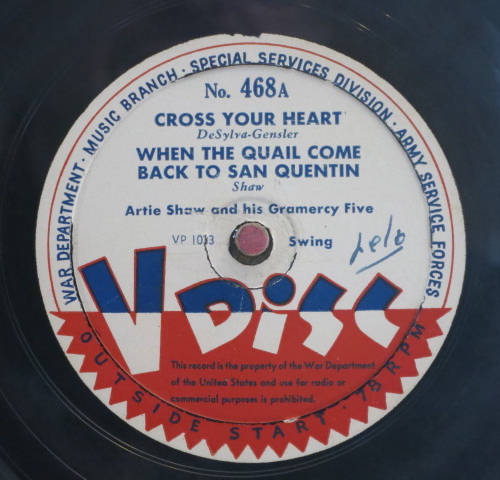 WAR DEPARTMENT · MUSIC BRANCH · SPECIAL SERVICES DIVISION · ARMY SERVICE FORCES
No. 468A
CROSS YOUR HEART
DeSylva-Gensler
WHEN THE QUAIL COME
BACK TO SAN QUENTIN
Shaw
Artie Shaw and his Gramercy Five
VP 1033 Swing
V DISC
This record is the property of the War Department
of the United States and use for radio or
commercial purposes is prohibited.
OUTSIDE START · 78 RPM